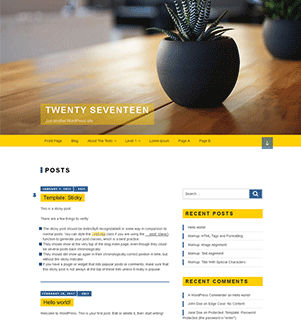 TWENTY SEVENTEEN
Just another WordPress site
Front Page Blog About The Tests Level 1 Lorem Ipsum Page A Page B
POSTS
JANUARY 7, 2012 EDIT
Template: Sticky
This is a sticky post.
There are a few things to verify:
The sticky post should be distinctly recognizable in some way in comparison to
normal posts. You can style the .sticky class if you are using the post_class()
function to generate your post classes, which is a best practice.
They should show at the very top of the blog index page, even though they could
be several posts back chronologically.
They should still show up again in their chronologically correct postion in time, but
without the sticky indicator.
If you have a plugin or widget that lists popular posts or comments, make sure that
this sticky post is not always at the top of those lists unless it really is popular.
EDIT
Hello world!
Welcome to WordPress. This is your first post. Edit or delete it, then start writing!
Search ...
RECENT POSTS
Hello world!
Markup: HTML Tags and Formatting
Markup: Image Alignment
Markup: Text Alignment
Markup: Title With Special Characters
RECENT COMMENTS
A WordPress Commenter on Hello world!
John Doe on Edge Case: No Content
Jane Doe on Protected: Template: Password
Protected (the password is "enter")